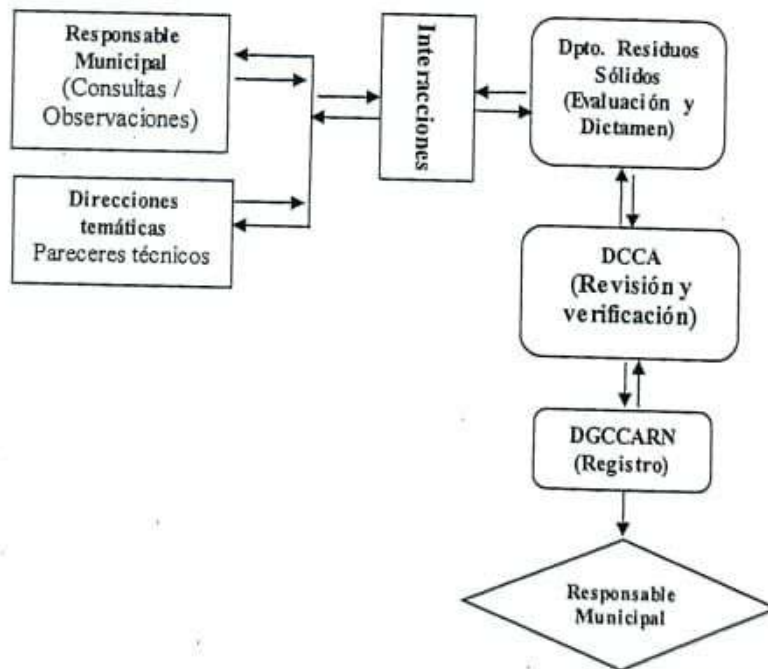 Responsable
Municipal
(Consultas /
Observaciones)
Direcciones
temáticas
Pareceres técnicos
Interacciones
Dpto. Residuos
Sólidos
(Evaluación y
Dictamen)
DCCA
(Revisión y
verificación)
DGCCARN
(Registro)
Responsable
Municipal